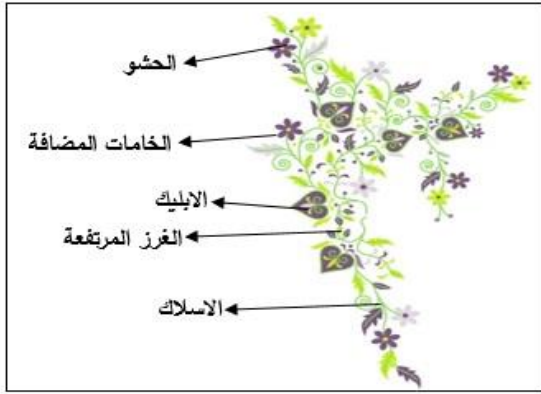 الحشو
الخامات المضافة
الابليك
الغرز المرتفعة
الاسلاك